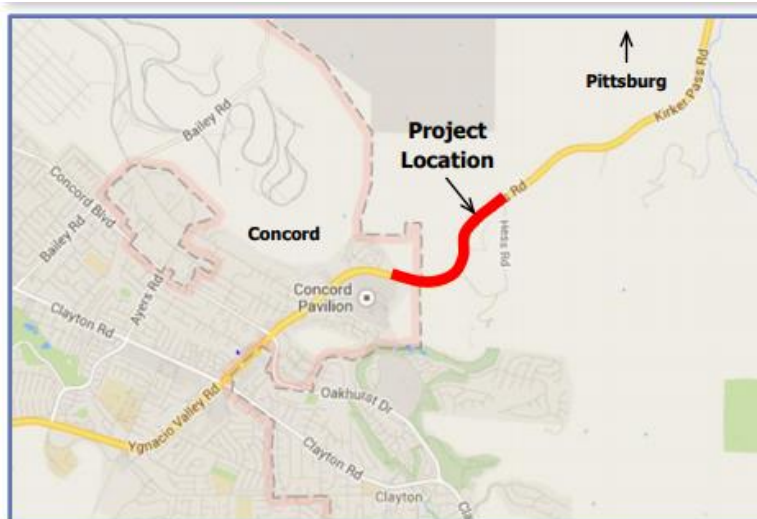 Pittsburg
Kirker Pass Rd
Project
Location
Rd
Bailey Rd
Concord Blvd
Bailey Rd
Concord
Hess Rd
Ayers Rd
Concord
Pavilion
Clayton Rd
Oakhurst Dr
Ygnacio Valley Rd
Clayton Rd
Clayton